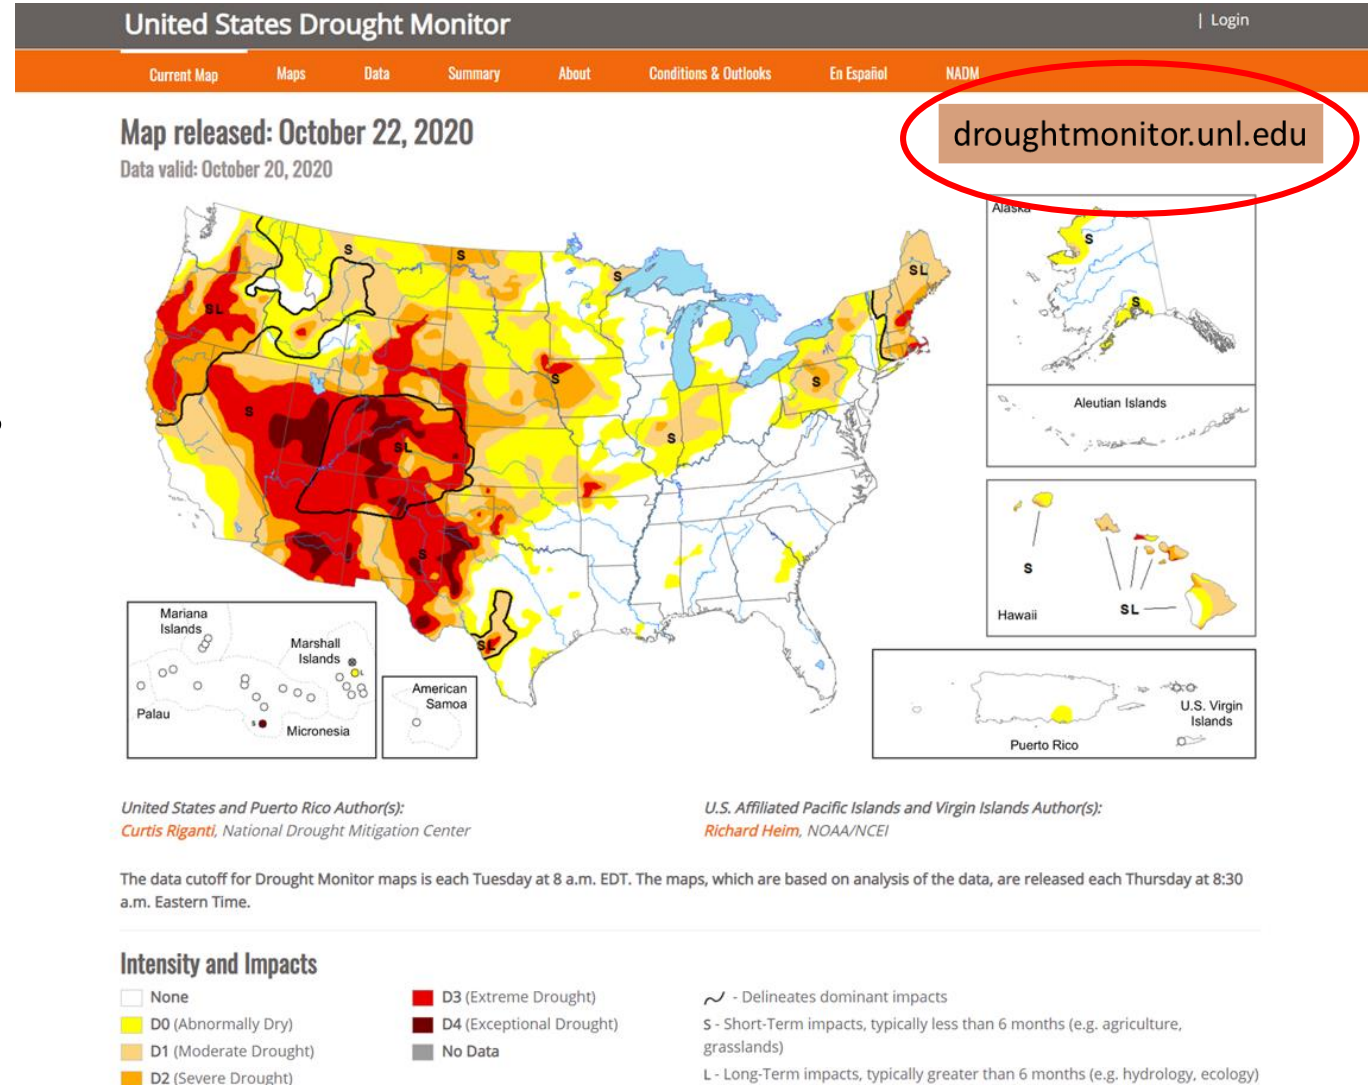 United States Drought Monitor
| Login
Current Map Maps Data Summary About Conditions & Outlooks En Español NADM
Map released: October 22, 2020
droughtmonitor.unl.edu
Data valid: October 20, 2020
Alaska
S
S
Aleutian Islands
S
S
S
SL
SL
S
S
S
S
SL
S
S
SL
S
SL
Hawaii
Mariana
Islands
Marshall
Islands
L
Palau
S
Micronesia
American
Samoa
U.S. Virgin
Islands
Puerto Rico
United States and Puerto Rico Author(s):
Curtis Riganti, National Drought Mitigation Center
U.S. Affiliated Pacific Islands and Virgin Islands Author(s):
Richard Heim, NOAA/NCEI
The data cutoff for Drought Monitor maps is each Tuesday at 8 a.m. EDT. The maps, which are based on analysis of the data, are released each Thursday at 8:30
a.m. Eastern Time.
Intensity and Impacts
None
D0 (Abnormally Dry)
D1 (Moderate Drought)
D2 (Severe Drought)
D3 (Extreme Drought)
D4 (Exceptional Drought)
No Data
- Delineates dominant impacts
S - Short-Term impacts, typically less than 6 months (e.g. agriculture,
grasslands)
L - Long-Term impacts, typically greater than 6 months (e.g. hydrology, ecology)